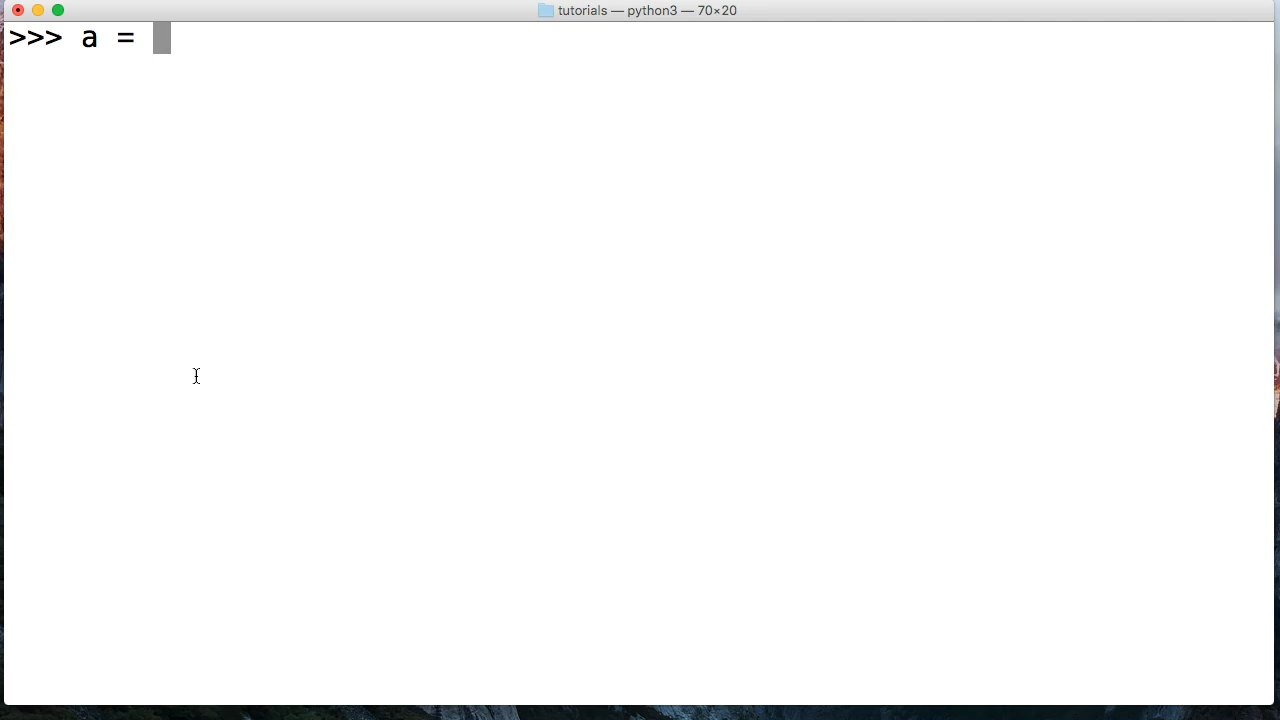 tutorials — python3 — 70×20
>>> a =